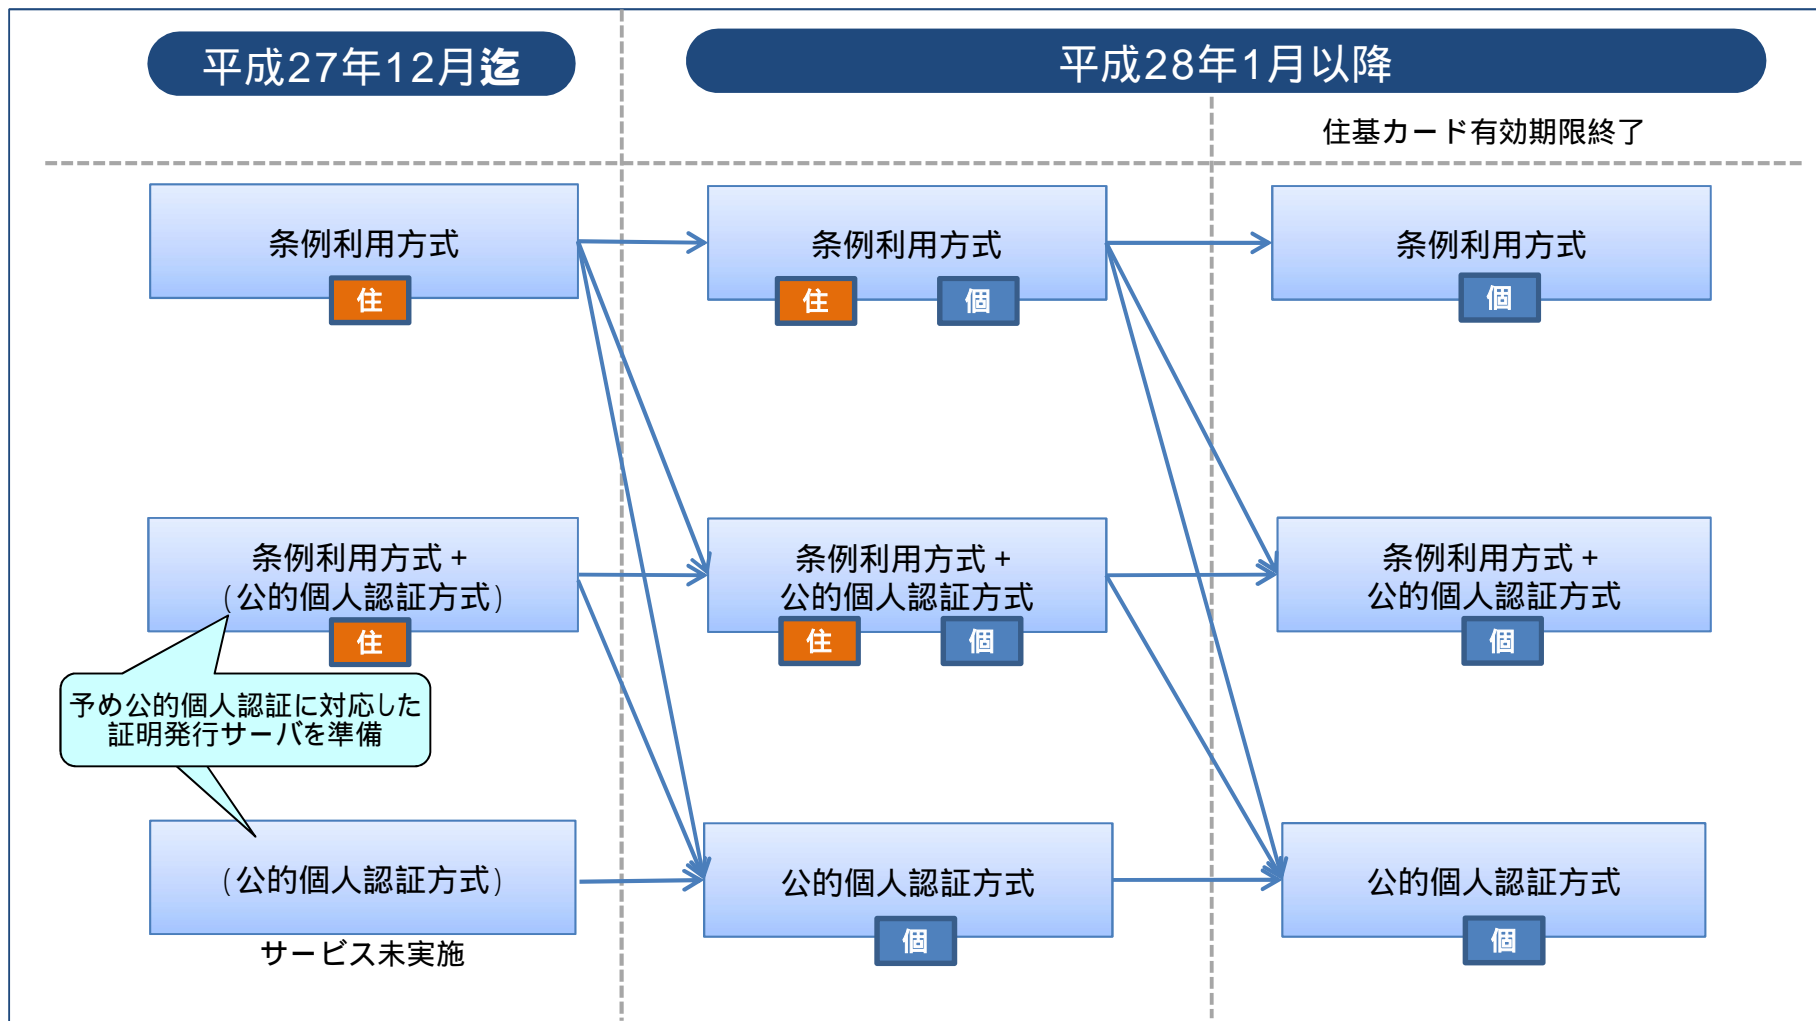 平成27年12月迄
平成28年1月以降
住基カード有効期限終了
条例利用方式
住
条例利用方式
住
個
条例利用方式
個
条例利用方式+
(公的個人認証方式)
住
条例利用方式+
公的個人認証方式
住
個
条例利用方式+
公的個人認証方式
個
予め公的個人認証に対応した
証明発行サーバを準備
(公的個人認証方式)
サービス未実施
公的個人認証方式
個
公的個人認証方式
個